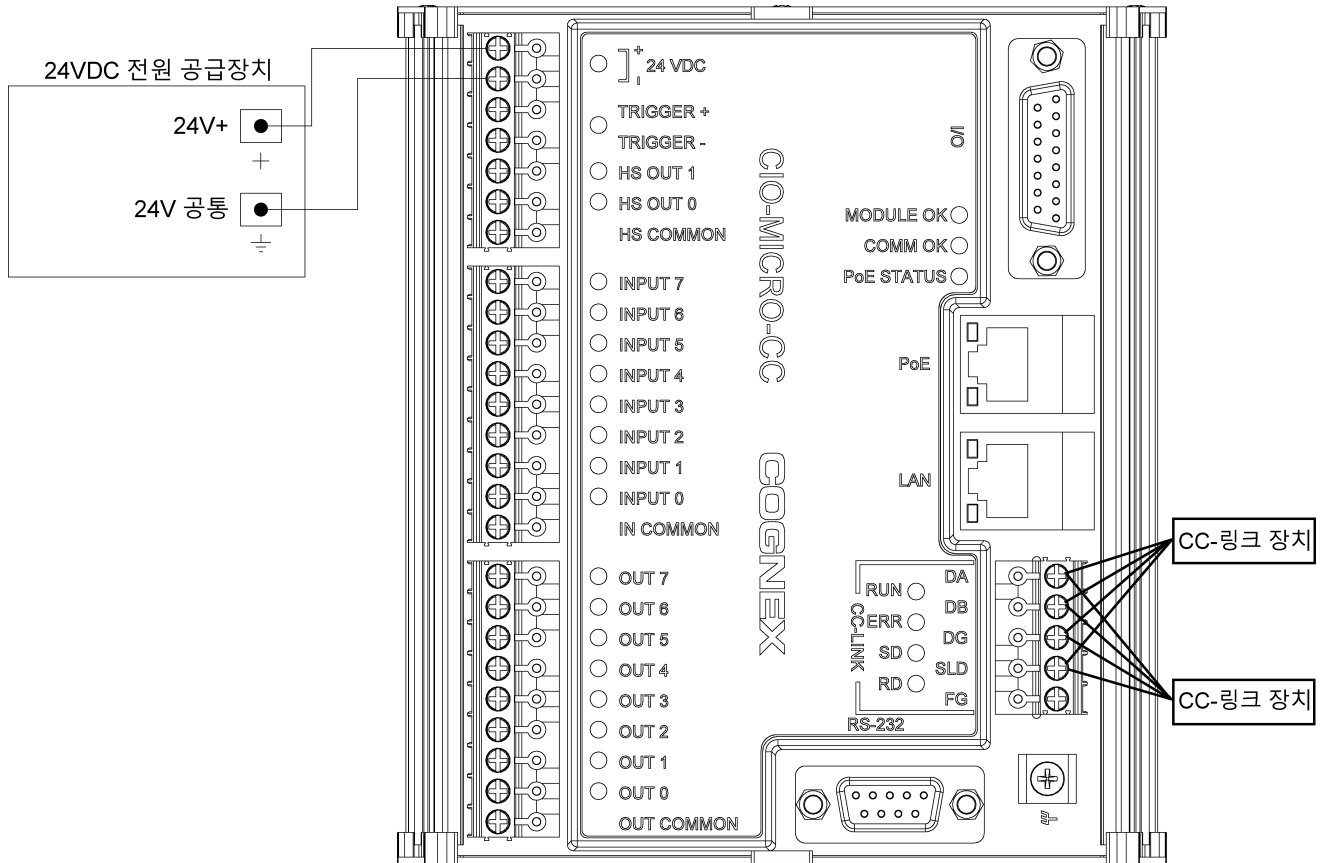 24VDC 전원 공급장치
24V+
+
24V 공통
+
-
24 VDC
TRIGGER +
TRIGGER -
HS OUT 1
HS OUT 0
HS COMMON
INPUT 7
INPUT 6
INPUT 5
INPUT 4
INPUT 3
INPUT 2
INPUT 1
INPUT 0
IN COMMON
OUT 7
OUT 6
OUT 5
OUT 4
OUT 3
OUT 2
OUT 1
OUT 0
OUT COMMON
CIO-MICRO-CC
COGNEX
I/O
MODULE OK
COMM OK
PoE STATUS
PoE
LAN
CC-LINK
RUN
ERR
SD
RD
DA
DB
DG
SLD
FG
RS-232
CC-링크 장치
CC-링크 장치